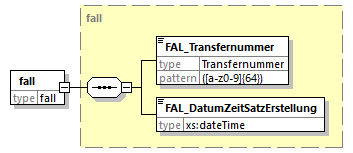 fall
FAL_Transfernummer
type Transfernummer
pattern ([a-z0-9]{64})
fall
type fall
FAL_DatumZeitSatzErstellung
type xs:dateTime